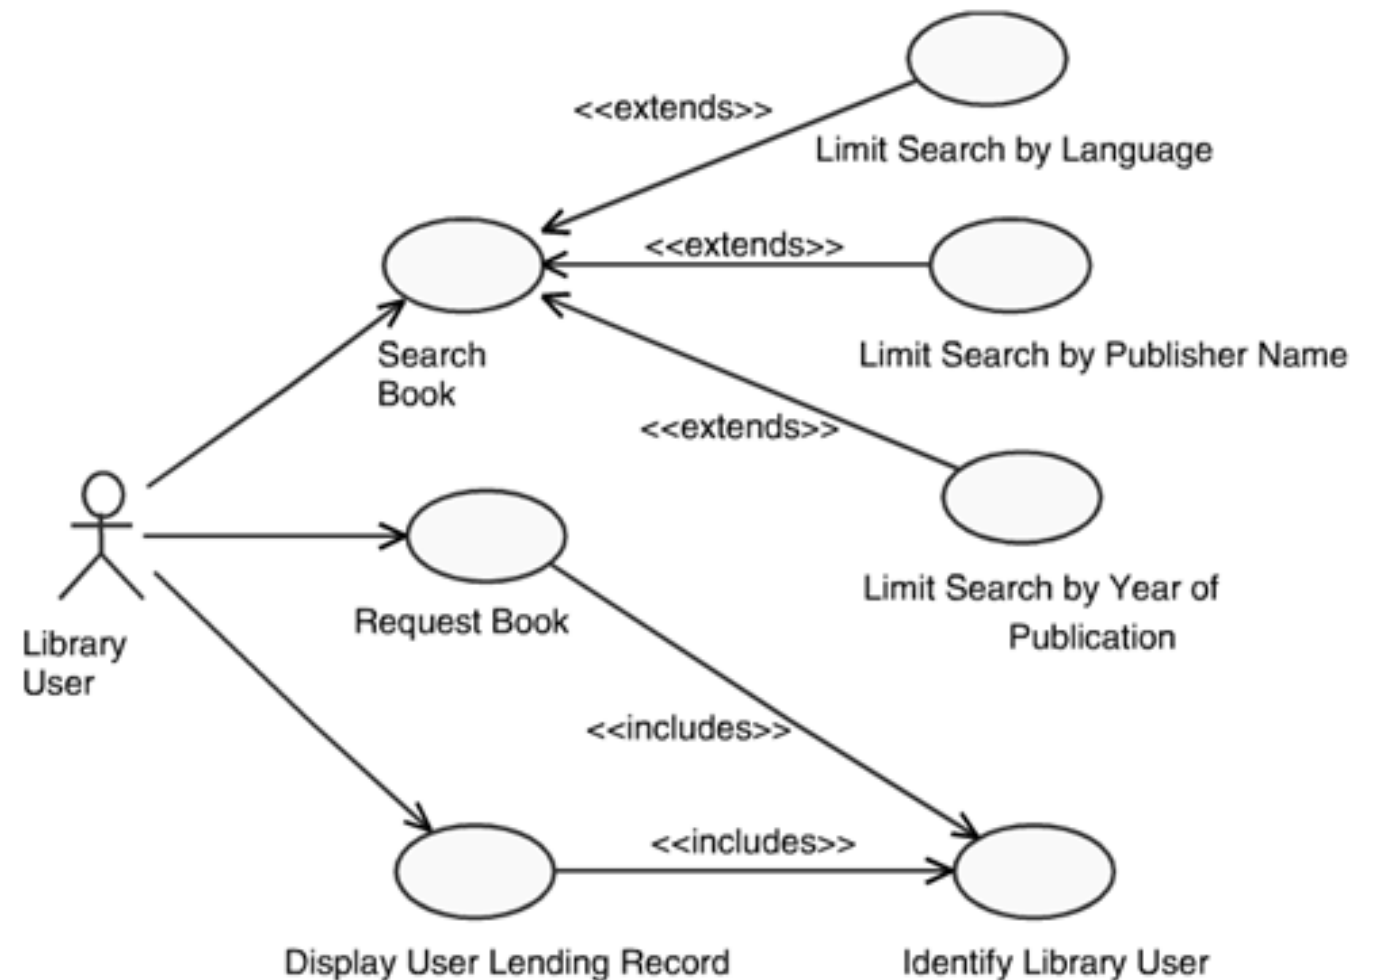 <<extends>>
Limit Search by Language
<<extends>>
Search
Book
Limit Search by Publisher Name
<<extends>>
Limit Search by Year of
Publication
Request Book
Library
User
<<includes>>
<<includes>>
Display User Lending Record
Identify Library User